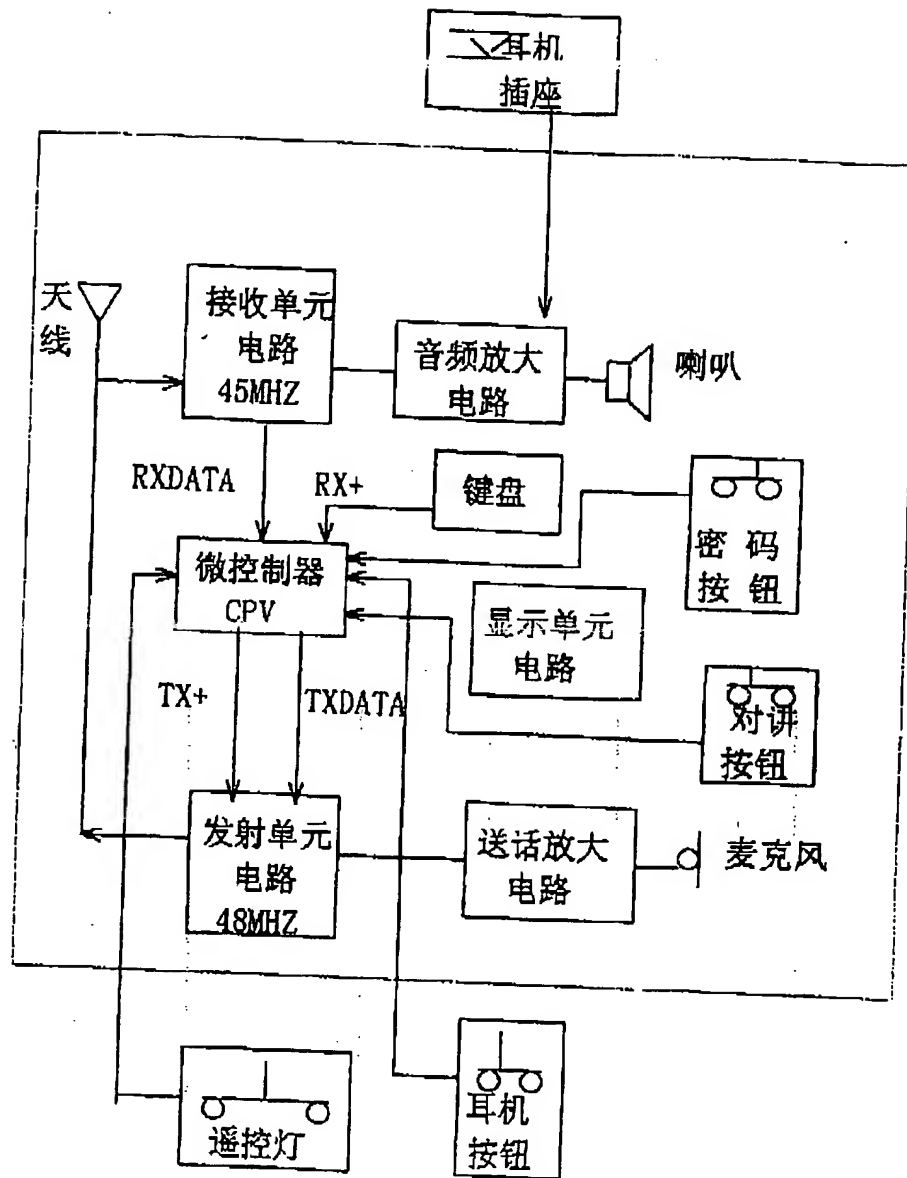 耳机
插座
天
线
接收单元
电路
45MHZ
音频放大
电路
喇叭
RXDATA
RX+
键盘
密 码
按 钮
微控制器
CPV
显示单元
电路
TX+
TXDATA
对讲
按钮
发射单元
电路
48MHZ
送话放大
电路
麦克风
遥控灯
耳机
按钮